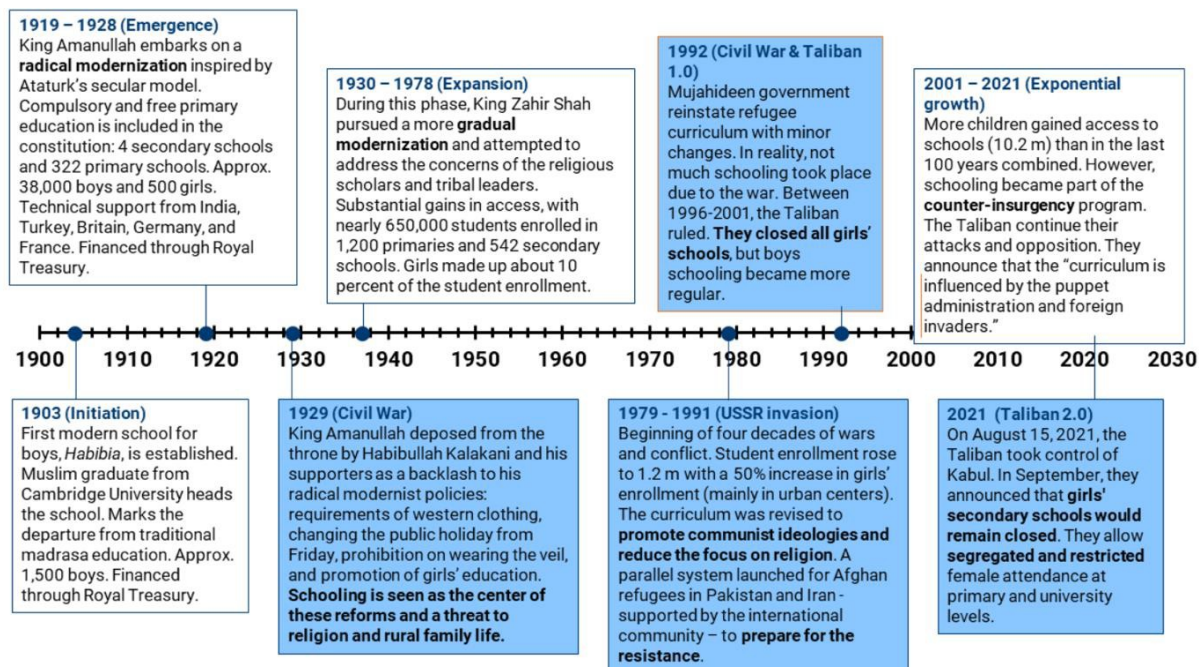 1919 – 1928 (Emergence)
King Amanullah embarks on a
radical modernization inspired by
Ataturk's secular model.
Compulsory and free primary
education is included in the
constitution: 4 secondary schools
and 322 primary schools. Approx.
38,000 boys and 500 girls.
Technical support from India,
Turkey, Britain, Germany, and
France. Financed through Royal
Treasury.
1930 – 1978 (Expansion)
During this phase, King Zahir Shah
pursued a more gradual
modernization and attempted to
address the concerns of the religious
scholars and tribal leaders.
Substantial gains in access, with
nearly 650,000 students enrolled in
1,200 primaries and 542 secondary
schools. Girls made up about 10
percent of the student enrollment.
1992 (Civil War & Taliban
1.0)
Mujahideen government
reinstate refugee
curriculum with minor
changes. In reality, not
much schooling took place
due to the war. Between
1996-2001, the Taliban
ruled. They closed all girls'
schools, but boys
schooling became more
regular.
2001 – 2021 (Exponential
growth)
More children gained access to
schools (10.2 m) than in the last
100 years combined. However,
schooling became part of the
counter-insurgency program.
The Taliban continue their
attacks and opposition. They
announce that the "curriculum is
influenced by the puppet
administration and foreign
invaders."
1900 1910 1920 1930 1940 1950 1960 1970 1980 1990 2000 2010 2020 2030
1903 (Initiation)
First modern school for
boys, Habibia, is established.
Muslim graduate from
Cambridge University heads
the school. Marks the
departure from traditional
madrasa education. Approx.
1,500 boys. Financed
through Royal Treasury.
1929 (Civil War)
King Amanullah deposed from the
throne by Habibullah Kalakani and his
supporters as a backlash to his
radical modernist policies:
requirements of western clothing,
changing the public holiday from
Friday, prohibition on wearing the veil,
and promotion of girls' education.
Schooling is seen as the center of
these reforms and a threat to
religion and rural family life.
1979 - 1991 (USSR invasion)
Beginning of four decades of wars
and conflict. Student enrollment rose
to 1.2 m with a 50% increase in girls'
enrollment (mainly in urban centers).
The curriculum was revised to
promote communist ideologies and
reduce the focus on religion. A
parallel system launched for Afghan
refugees in Pakistan and Iran -
supported by the international
community – to prepare for the
resistance.
2021 (Taliban 2.0)
On August 15, 2021, the
Taliban took control of
Kabul. In September, they
announced that girls'
secondary schools would
remain closed. They allow
segregated and restricted
female attendance at
primary and university
levels.